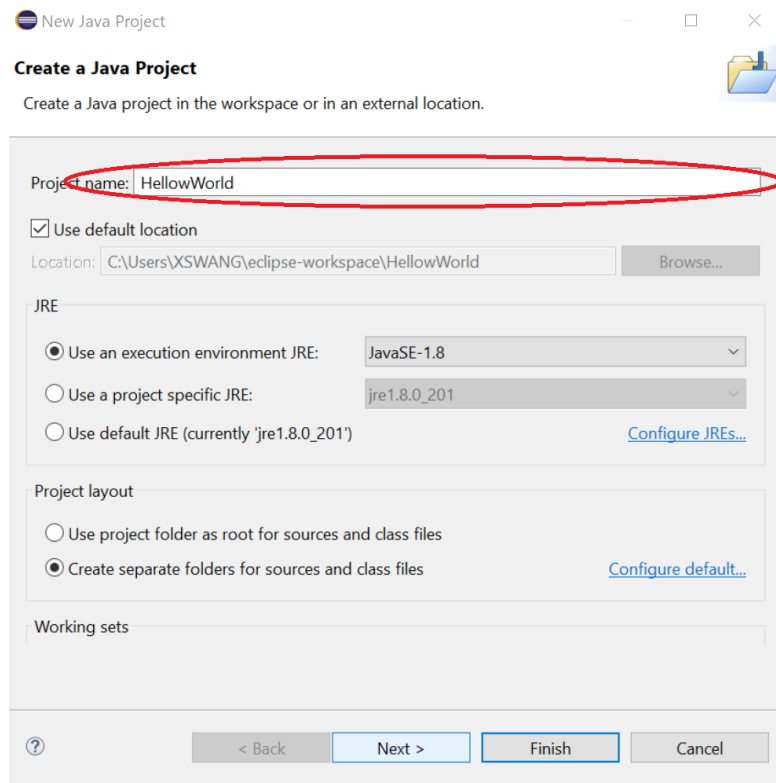 New Java Project
Create a Java Project
Create a Java project in the workspace or in an external location.
Project name: HellowWorld
Use default location
Location: C:\Users\XSWANG\eclipse-workspace\HellowWorld Browse...
JRE
Use an execution environment JRE: JavaSE-1.8
Use a project specific JRE: jre1.8.0_201
Use default JRE (currently 'jre1.8.0_201') Configure JREs...
Project layout
Use project folder as root for sources and class files
Create separate folders for sources and class files Configure default...
Working sets
? < Back Next > Finish Cancel